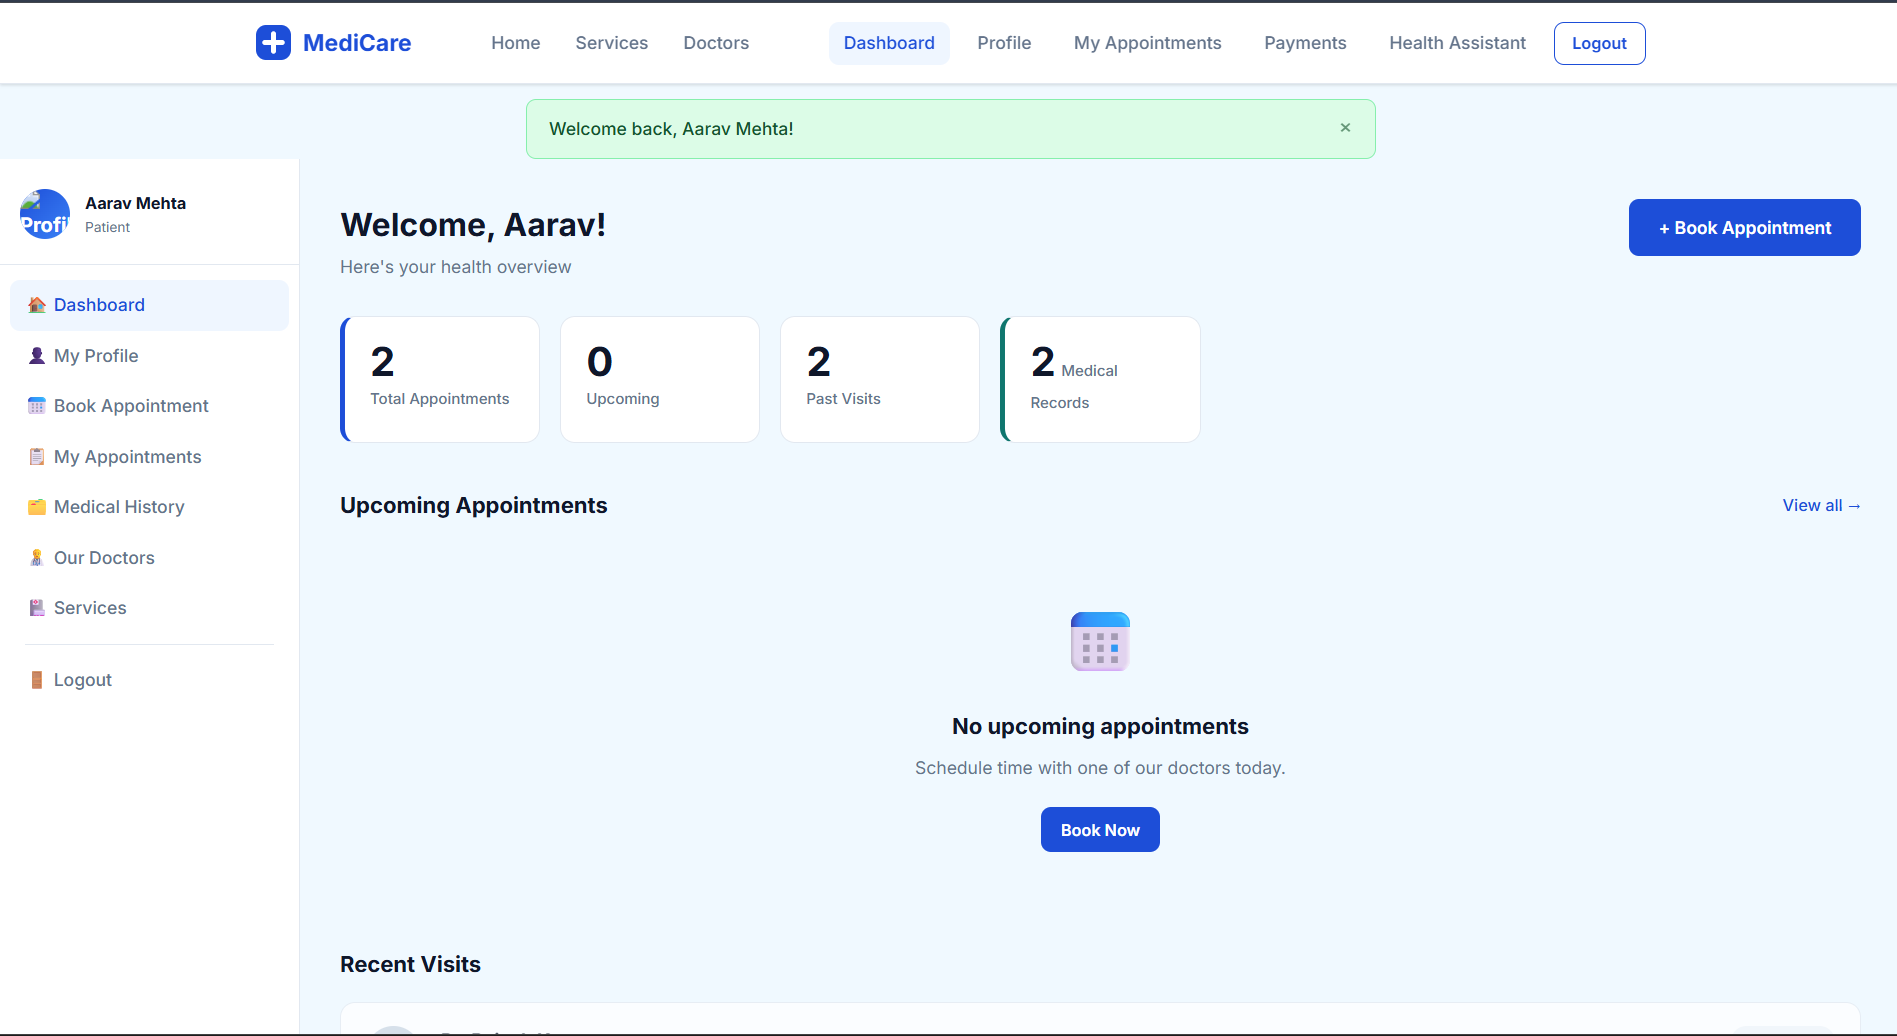 MediCare
Home Services Doctors Dashboard Profile My Appointments Payments Health Assistant Logout
Welcome back, Aarav Mehta! ×
Aarav Mehta
Patient
Profi
Dashboard
My Profile
Book Appointment
My Appointments
Medical History
Our Doctors
Services
Logout
Welcome, Aarav!
Here's your health overview
+ Book Appointment
2
Total Appointments
0
Upcoming
2
Past Visits
2 Medical
Records
Upcoming Appointments
View all →
No upcoming appointments
Schedule time with one of our doctors today.
Book Now
Recent Visits